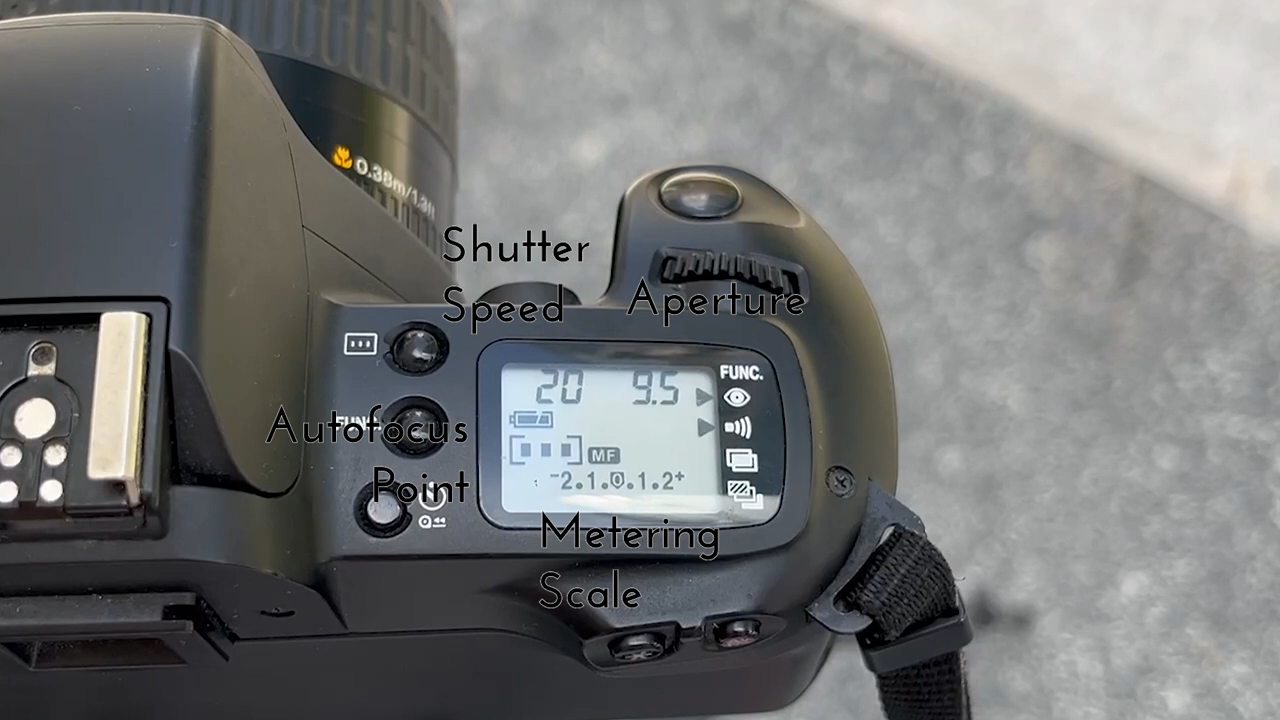 0.38m/1.3ft
Shutter
Speed
Aperture
FUNC.
20 9.5
Autofocus
Point
MF
-2.1.0.1.2+
Metering
Scale